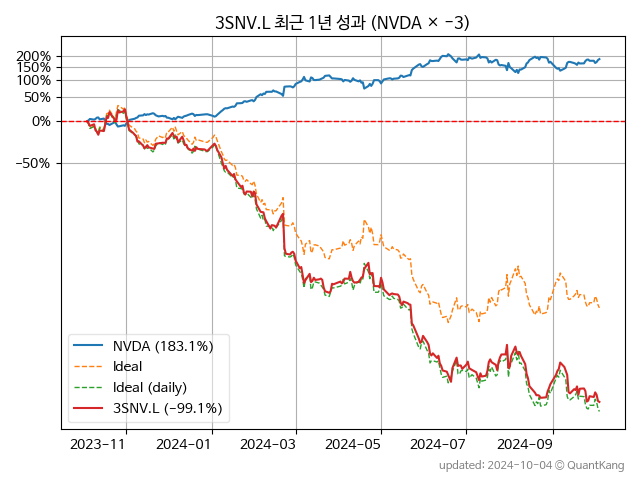 3SNV.L 최근 1년 성과 (NVDA × −3)
200%
150%
100%
50%
0%
−50%
NVDA (183.1%)
Ideal
Ideal (daily)
3SNV.L (−99.1%)
2023−11
2024−01
2024−03
2024−05
2024−07
2024−09
updated: 2024-10-04 © QuantKang